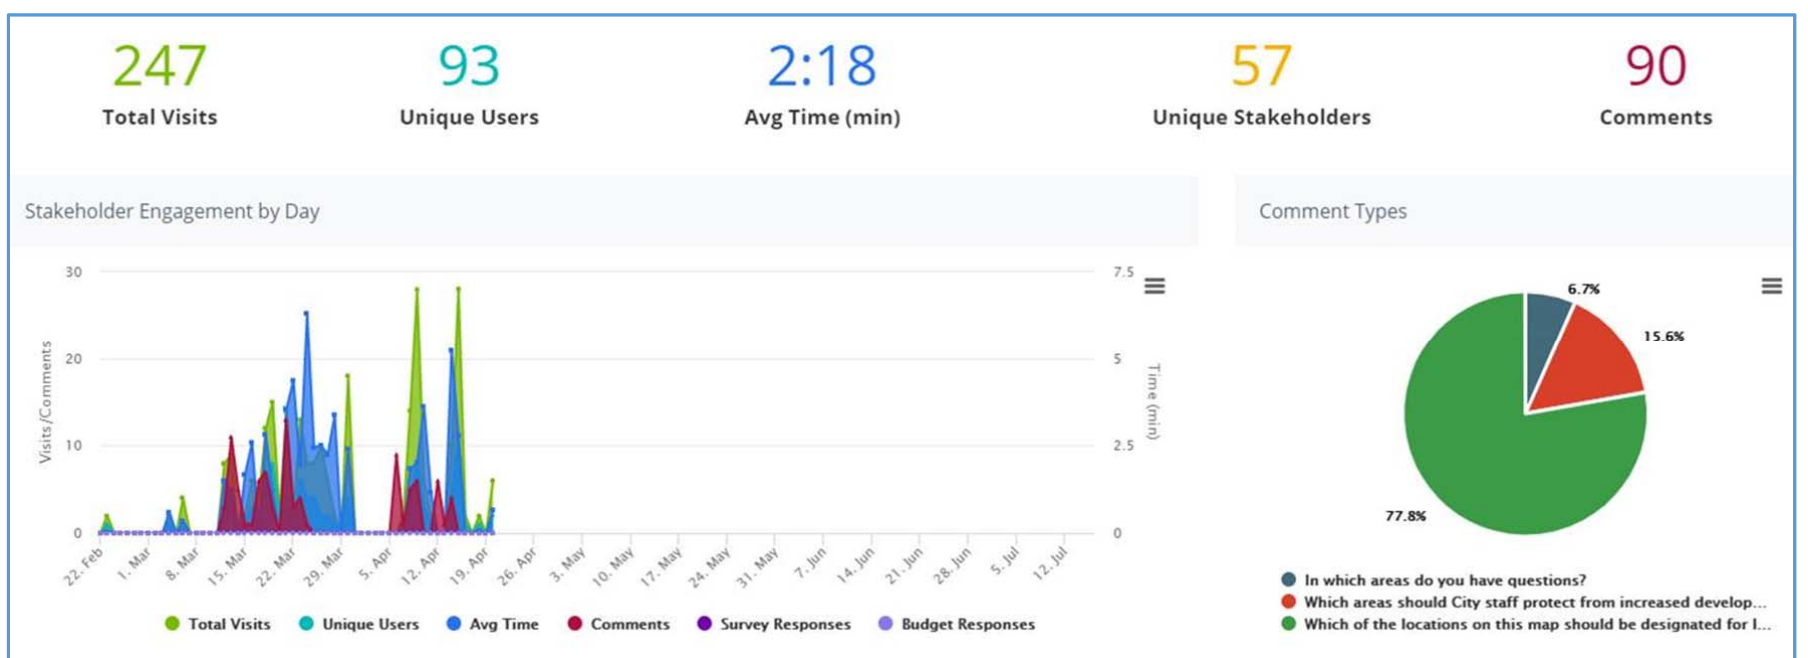 247
93
2:18
57
90
Total Visits
Unique Users
Avg Time (min)
Unique Stakeholders
Comments
Stakeholder Engagement by Day
Comment Types
30
20
10
0
Visits/Comments
7.5
5
2.5
0
Time (min)
22. Feb
1. Mar
8. Mar
15. Mar
22. Mar
29. Mar
5. Apr
12. Apr
19. Apr
26. Apr
3. May
10. May
17. May
24. May
31. May
7. Jun
14. Jun
21. Jun
28. Jun
5. Jul
12. Jul
Total Visits
Unique Users
Avg Time
Comments
Survey Responses
Budget Responses
6.7%
15.6%
77.8%
In which areas do you have questions?
Which areas should City staff protect from increased develop...
Which of the locations on this map should be designated for l...